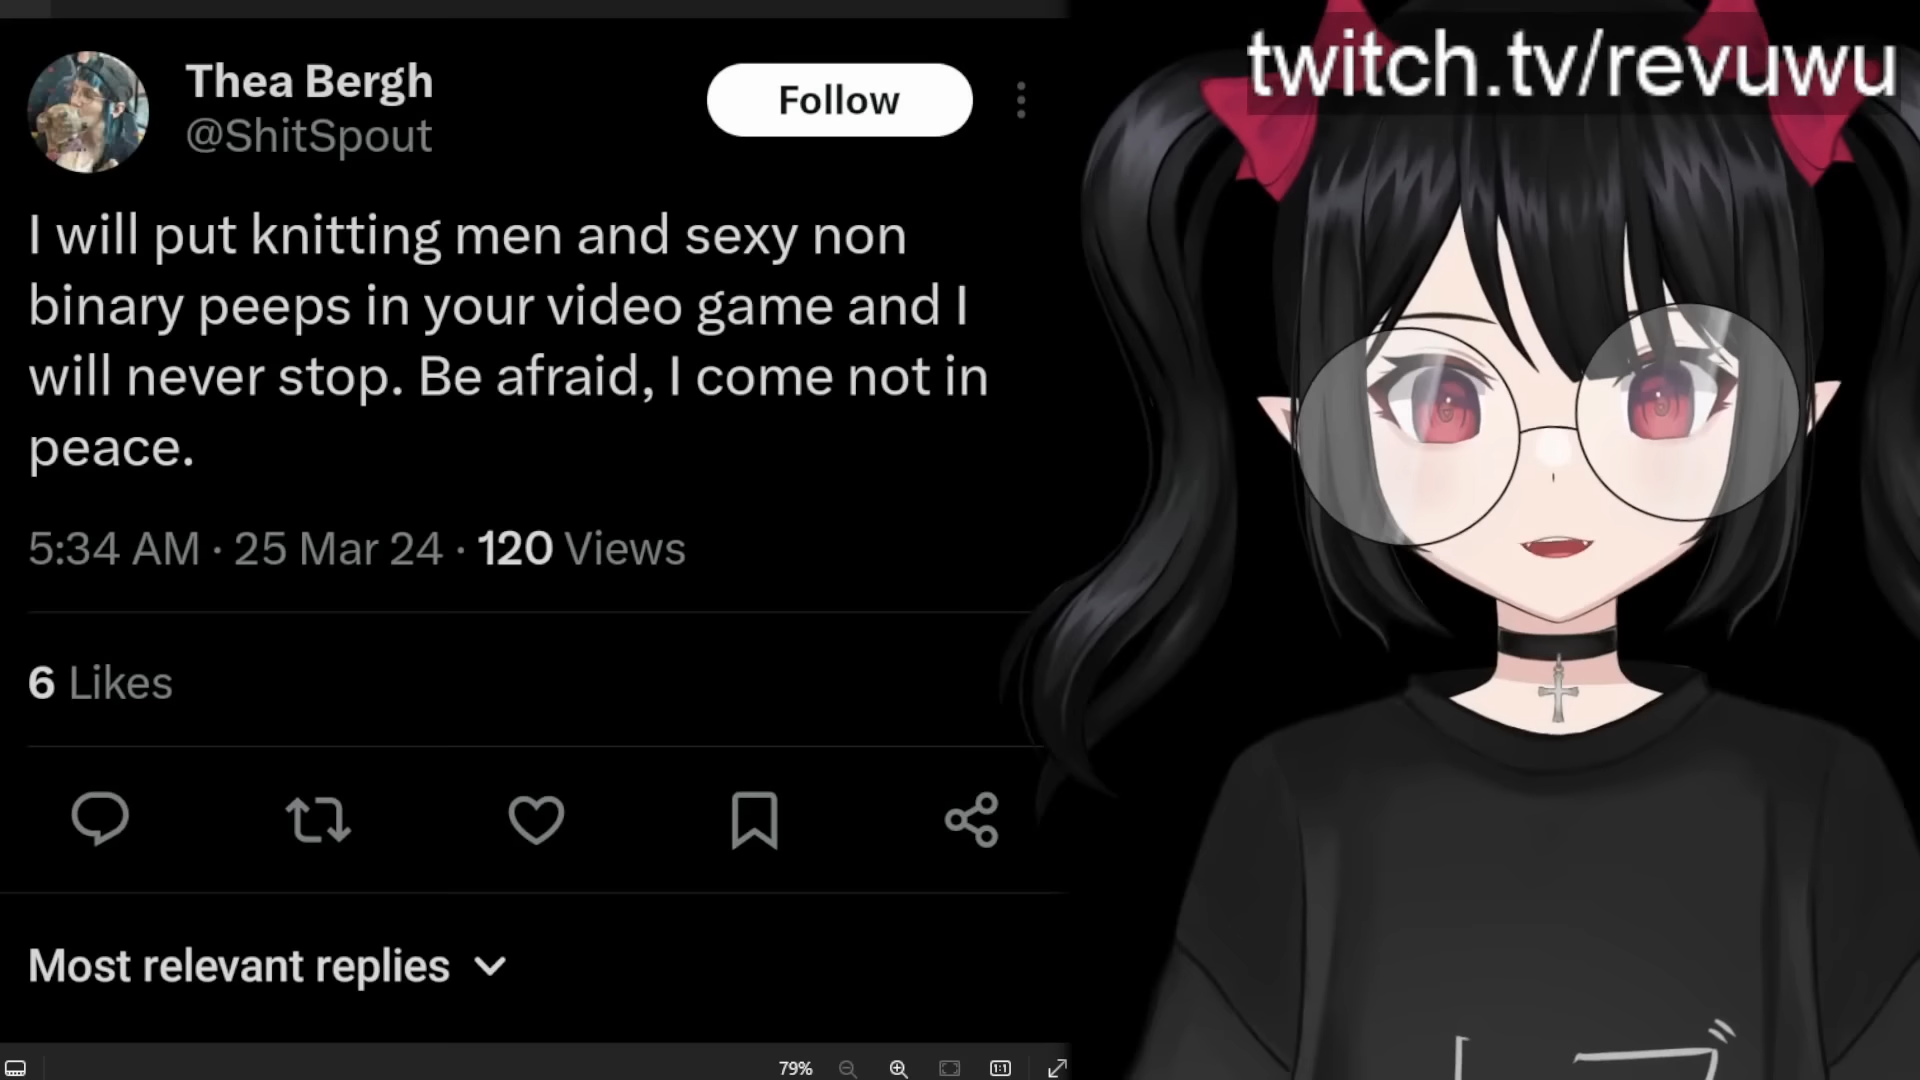 twitch.tv/revuwu
Thea Bergh
@ShitSpout
Follow
I will put knitting men and sexy non
binary peeps in your video game and I
will never stop. Be afraid, I come not in
peace.
5:34 AM · 25 Mar 24 · 120 Views
6 Likes
Most relevant replies
79%
1:1